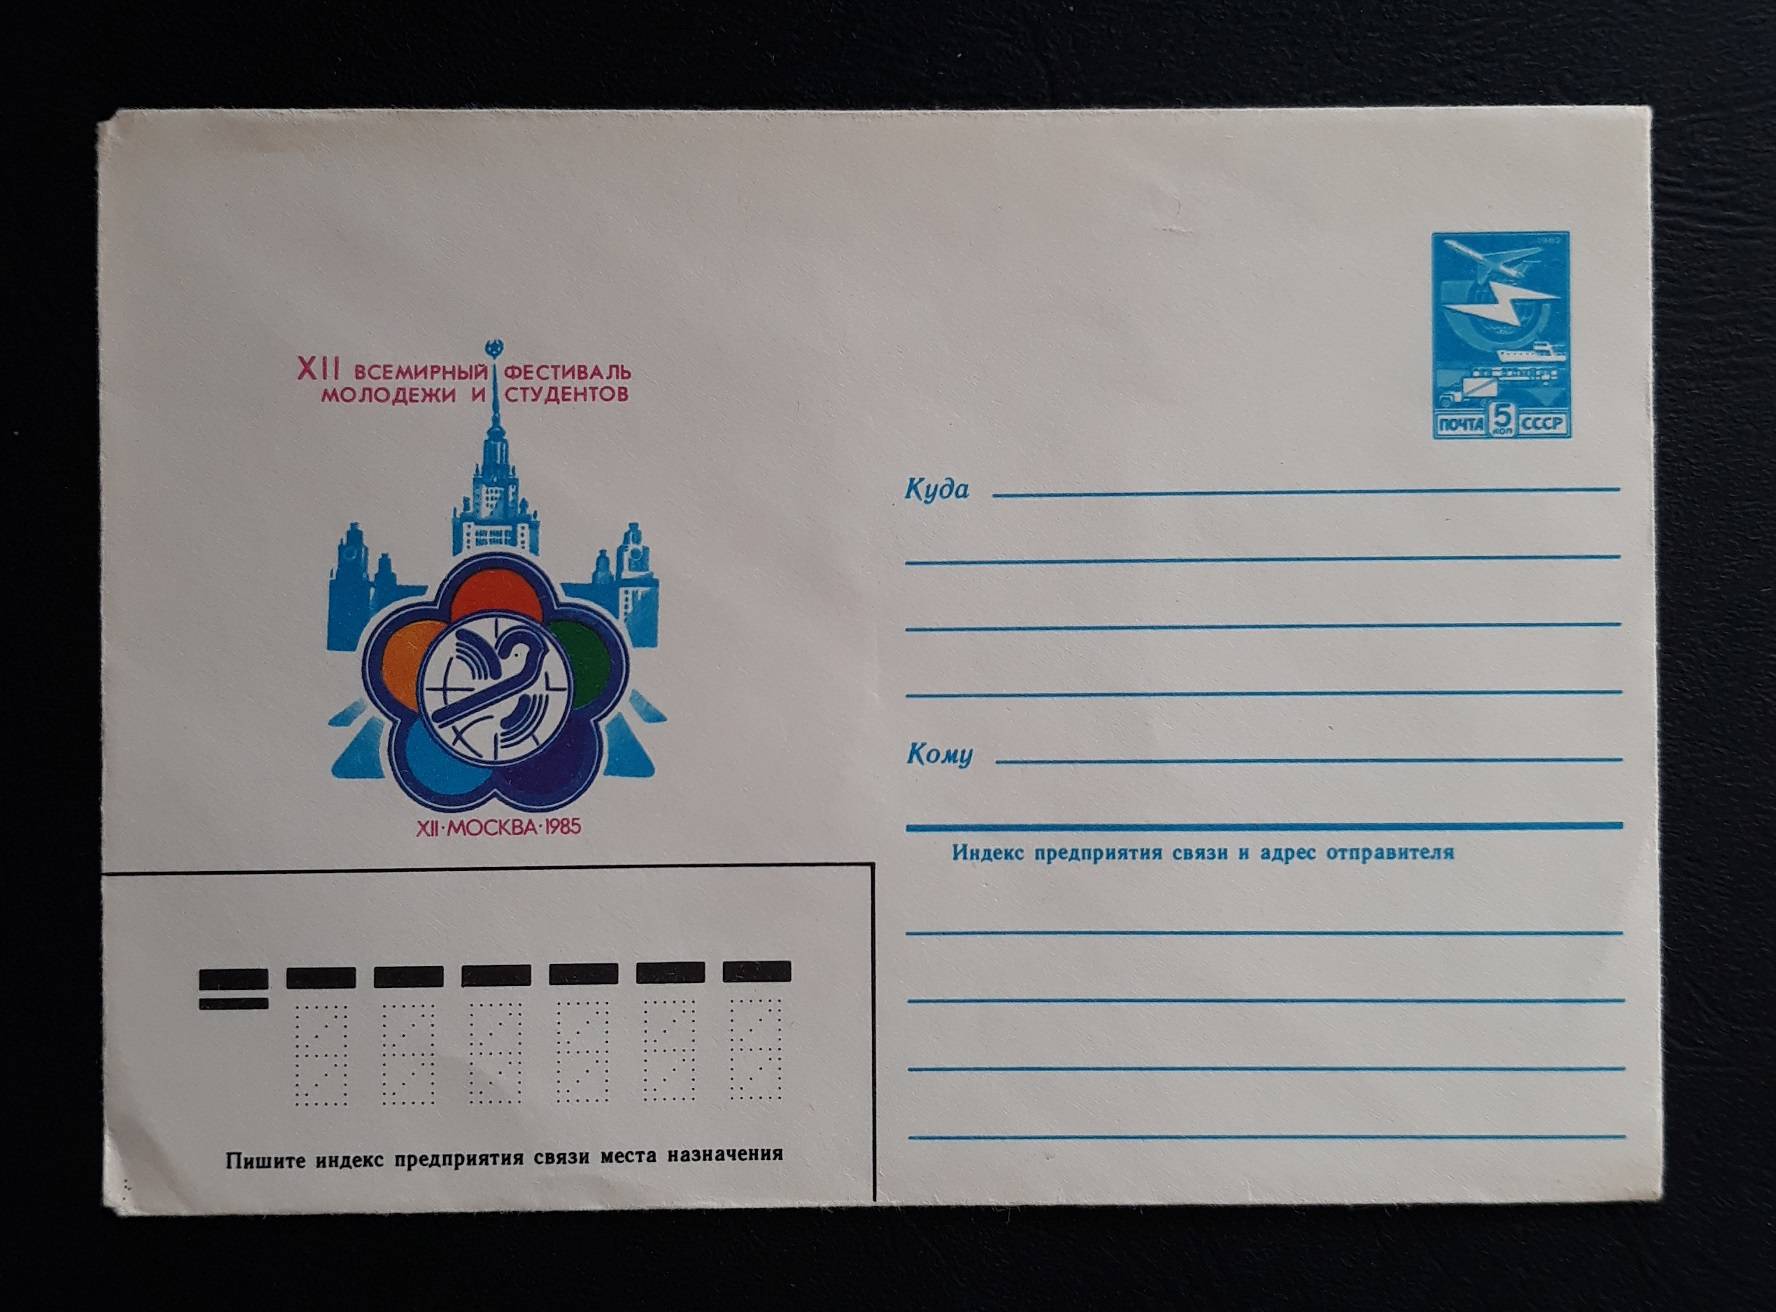 XII ВСЕМИРНЫЙ ФЕСТИВАЛЬ
МОЛОДЕЖИ И СТУДЕНТОВ
XII·МОСКВА·1985
1982
ПОЧТА 5 КОП СССР
Куда
Кому
Индекс предприятия связи и адрес отправителя
Пишите индекс предприятия связи места назначения